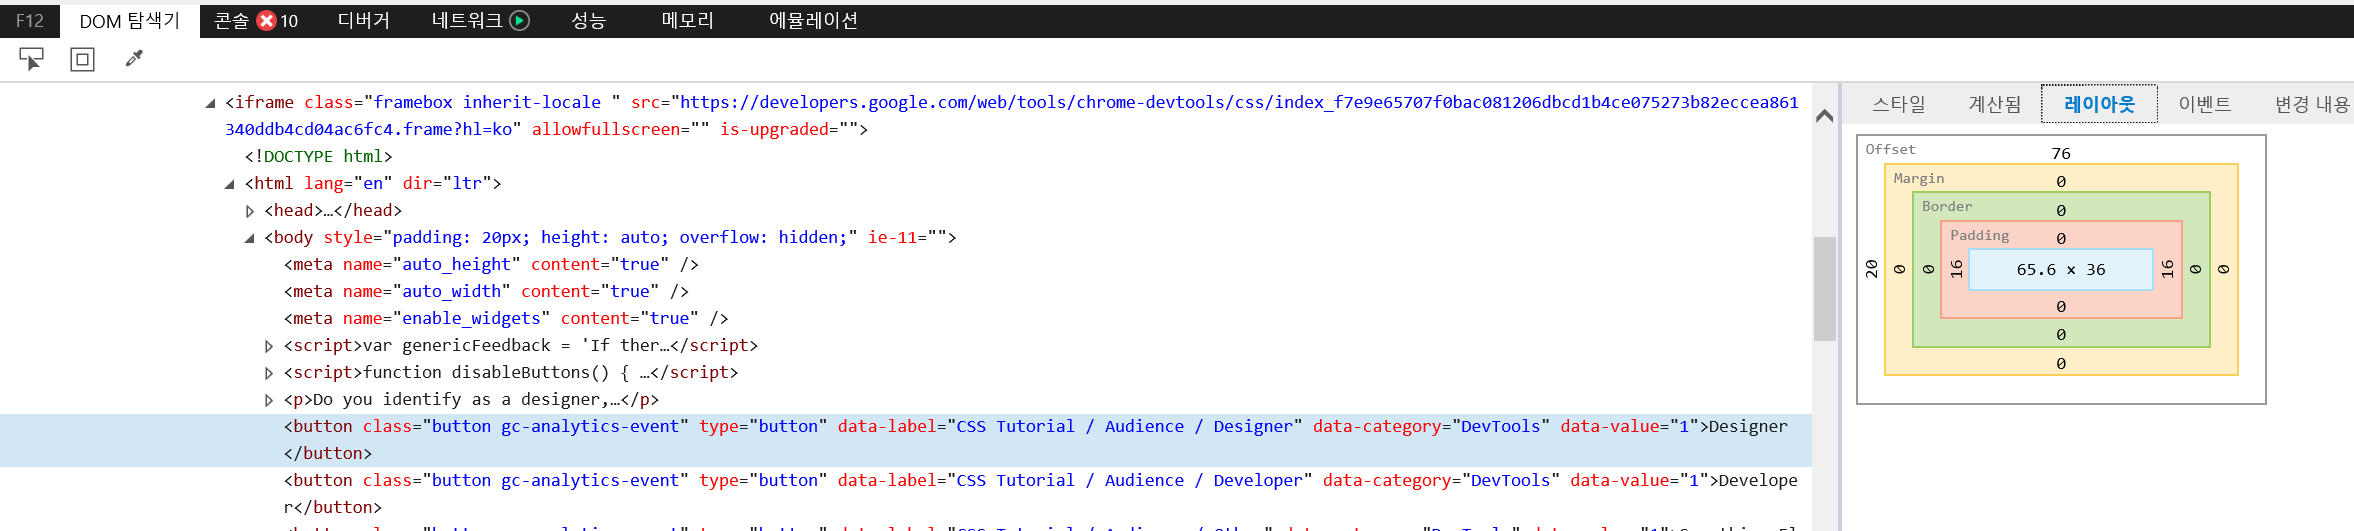 F12 DOM 탐색기 콘솔 10 디버거 네트워크 성능 메모리 에뮬레이션
<iframe class="framebox inherit-locale " src="https://developers.google.com/web/tools/chrome-devtools/css/index_f7e9e65707f0bac081206dbcd1b4ce075273b82eccea861
340ddb4cd04ac6fc4.frame?hl=ko" allowfullscreen="" is-upgraded="">
<!DOCTYPE html>
<html lang="en" dir="ltr">
<head>…</head>
<body style="padding: 20px; height: auto; overflow: hidden;" ie-11="">
<meta name="auto_height" content="true" />
<meta name="auto_width" content="true" />
<meta name="enable_widgets" content="true" />
<script>var genericFeedback = 'If ther…</script>
<script>function disableButtons() { …</script>
<p>Do you identify as a designer,…</p>
<button class="button gc-analytics-event" type="button" data-label="CSS Tutorial / Audience / Designer" data-category="DevTools" data-value="1">Designer
</button>
<button class="button gc-analytics-event" type="button" data-label="CSS Tutorial / Audience / Developer" data-category="DevTools" data-value="1">Develope
r</button>
스타일 계산됨 레이아웃 이벤트 변경 내용
Offset 76
Margin 0
Border 0
Padding 0
20 0 0 16 65.6 x 36 16 0 0
0
0
0